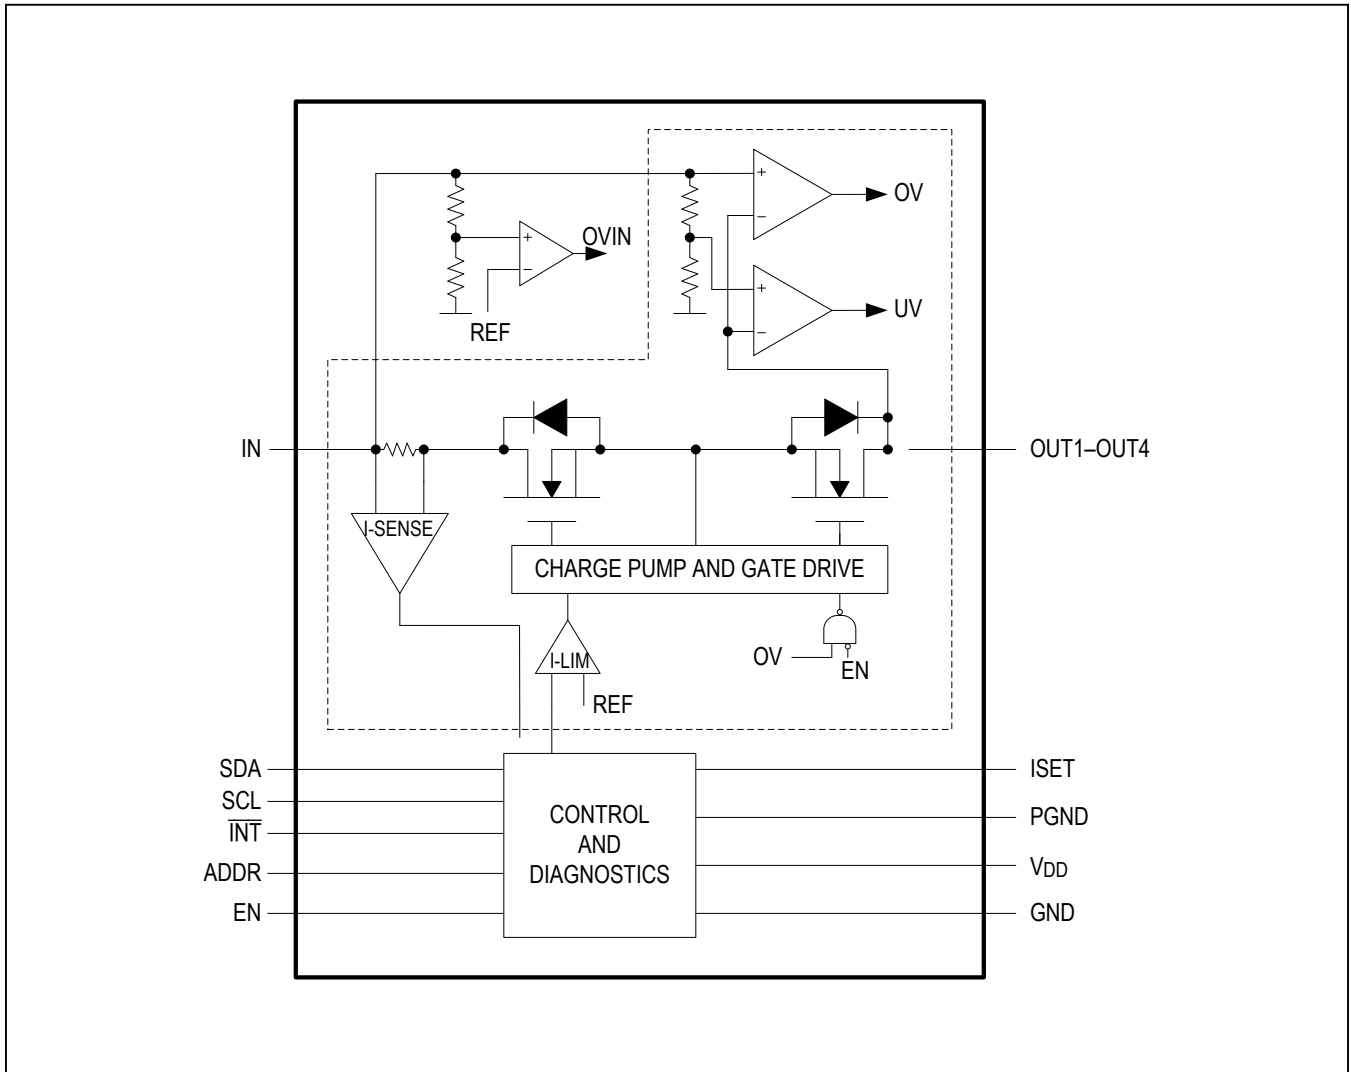 OV
OVIN
REF
UV
+
−
+
−
+
−
IN
OUT1–OUT4
I-SENSE
CHARGE PUMP AND GATE DRIVE
I-LIM
REF
OV
EN
SDA
SCL
INT
ADDR
EN
CONTROL
AND
DIAGNOSTICS
ISET
PGND
VDD
GND